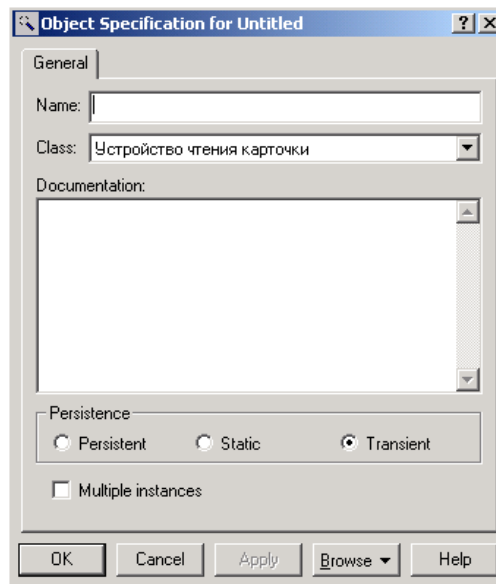 Object Specification for Untitled
General
Name:
Class: Устройство чтения карточки
Documentation:
Persistence
Persistent Static Transient
Multiple instances
OK Cancel Apply Browse Help